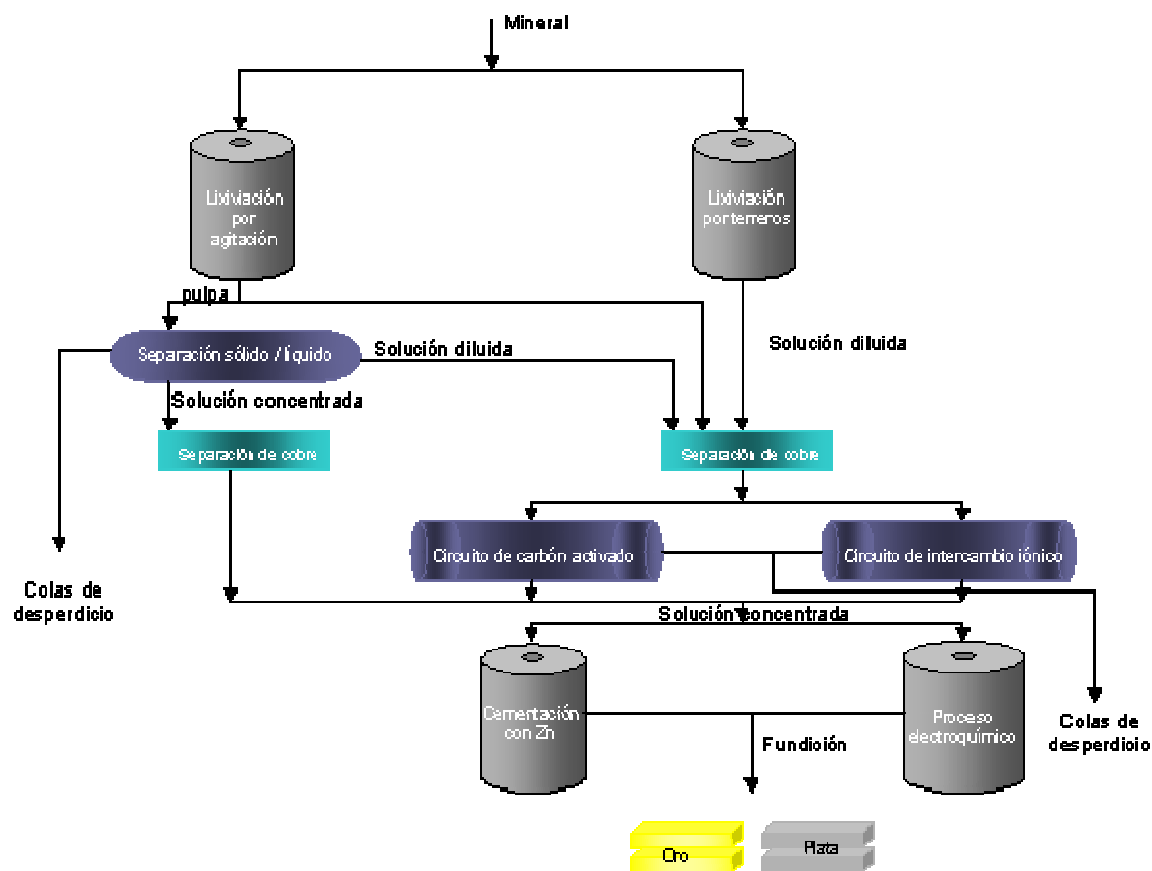 Mineral
Lixiviación
por
agitación
Lixiviación
por terreros
pulpa
Separación sólido / líquido
Solución diluida
Solución diluida
Solución concentrada
Separación de cobre
Separación de cobre
Circuito de carbón activado
Circuito de intercambio iónico
Colas de
desperdicio
Solución concentrada
Cementación
con Zn
Proceso
electroquímico
Colas de
desperdicio
Fundición
Oro
Plata